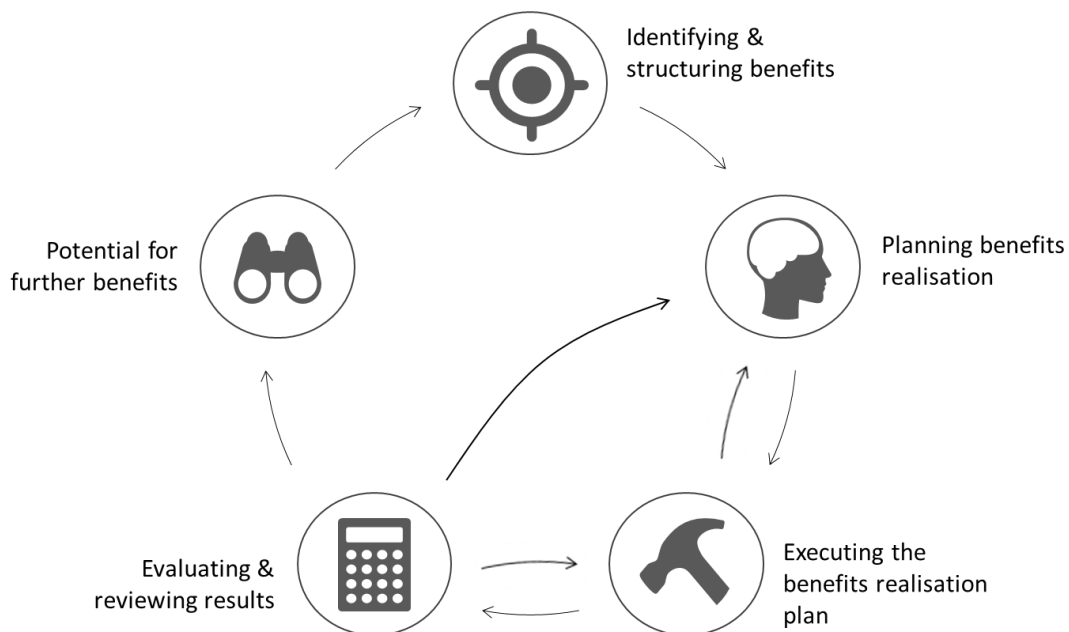 Identifying &
structuring benefits
Planning benefits
realisation
Executing the
benefits realisation
plan
Evaluating &
reviewing results
Potential for
further benefits